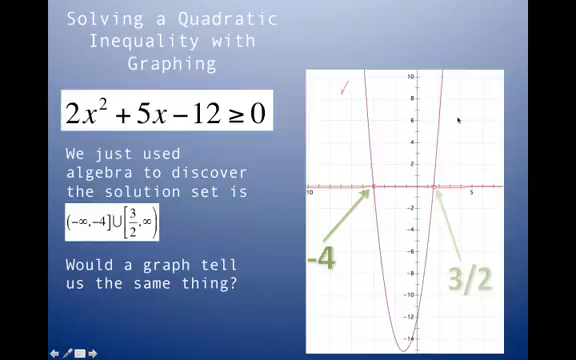 Solving a Quadratic
Inequality with
Graphing
2x² + 5x − 12 ≥ 0
We just used
algebra to discover
the solution set is
(−∞,−4]∪[3/2,∞)
Would a graph tell
us the same thing?
10
8
6
4
2
10
5
−2
−4
−6
−8
−10
−12
−14
-4
3/2